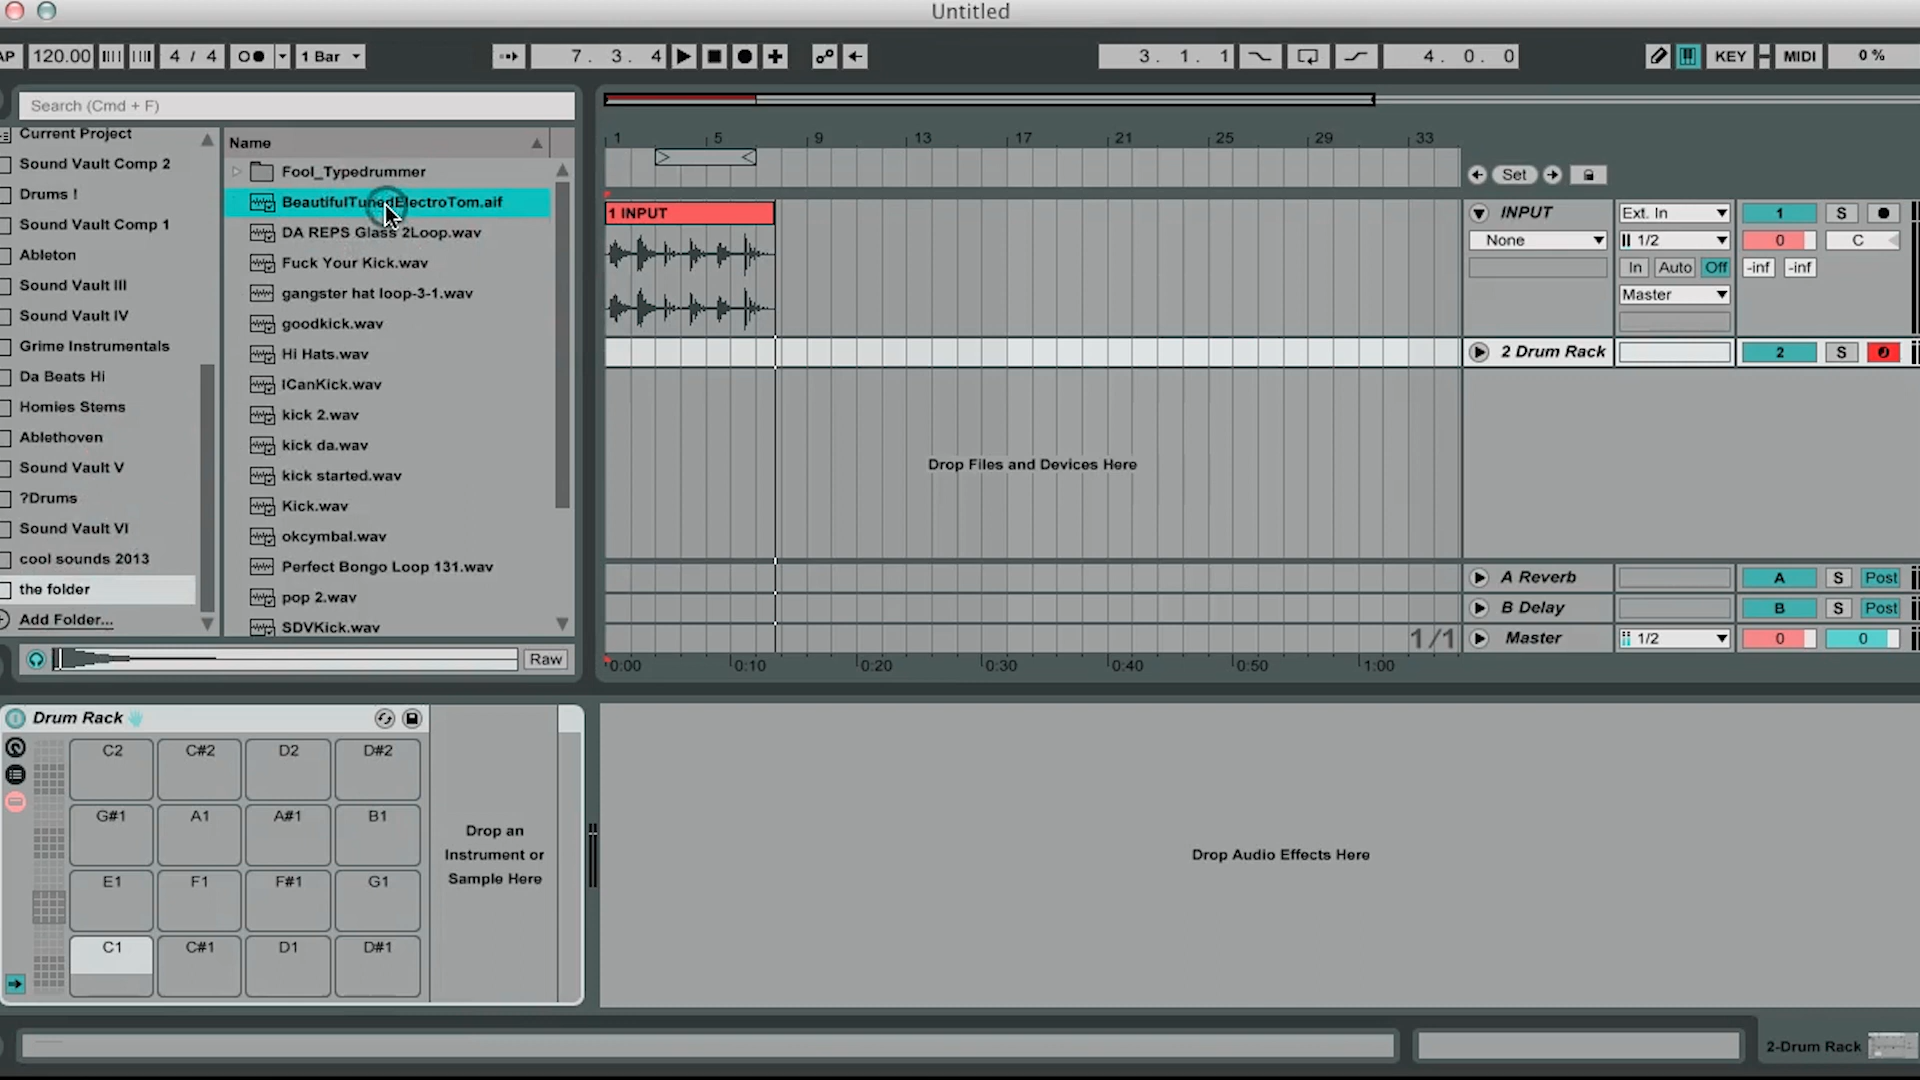 Untitled
AP 120.00 4 / 4 1 Bar 7. 3. 4 3. 1. 1 4. 0. 0 KEY MIDI 0 %
Search (Cmd + F)
Current Project
Sound Vault Comp 2
Drums !
Sound Vault Comp 1
Ableton
Sound Vault III
Sound Vault IV
Grime Instrumentals
Da Beats Hi
Homies Stems
Ablethoven
Sound Vault V
?Drums
Sound Vault VI
cool sounds 2013
the folder
Add Folder...
Name
Fool_Typedrummer
BeautifulTunedElectroTom.aif
DA REPS Glass 2Loop.wav
Fuck Your Kick.wav
gangster hat loop-3-1.wav
goodkick.wav
Hi Hats.wav
ICanKick.wav
kick 2.wav
kick da.wav
kick started.wav
Kick.wav
okcymbal.wav
Perfect Bongo Loop 131.wav
pop 2.wav
SDVKick.wav
Raw
1 5 9 13 17 21 25 29 33
Set
1 INPUT
INPUT Ext. In 1 S
None 1/2 0 C
In Auto Off -inf -inf
Master
2 Drum Rack 2 S
Drop Files and Devices Here
A Reverb A S Post
B Delay B S Post
1/1 Master 1/2 0 0
0:00 0:10 0:20 0:30 0:40 0:50 1:00
Drum Rack
C2 C#2 D2 D#2
G#1 A1 A#1 B1
E1 F1 F#1 G1
C1 C#1 D1 D#1
Drop an
Instrument or
Sample Here
Drop Audio Effects Here
2-Drum Rack